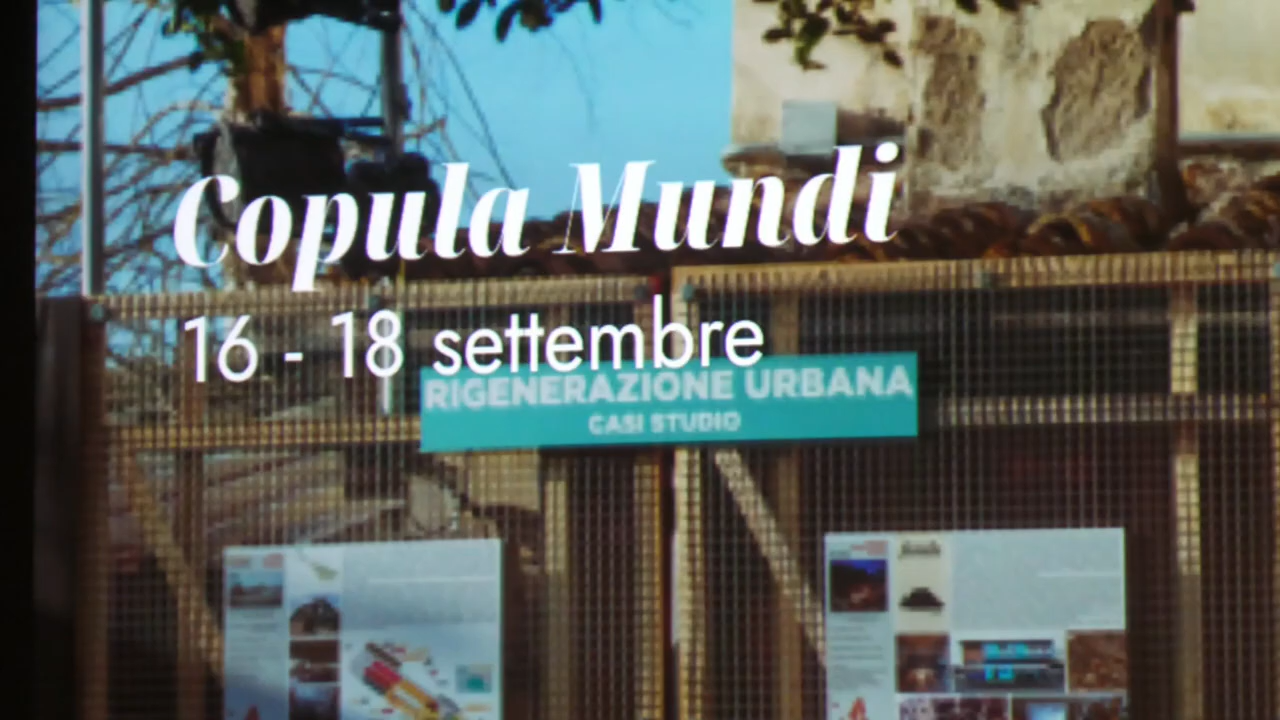 Copula Mundi
16 - 18 settembre
RIGENERAZIONE URBANA
CASI STUDIO